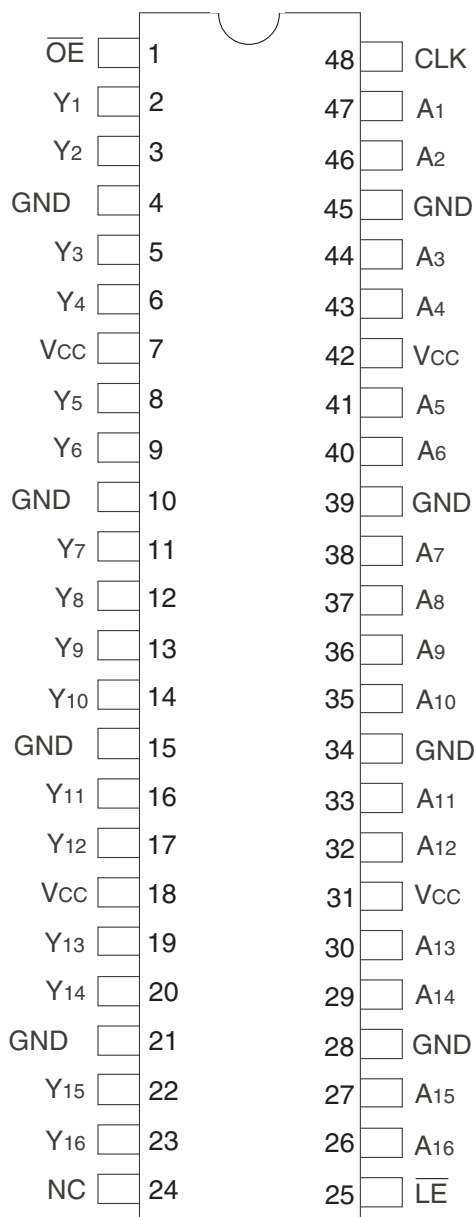 O̅E̅ 1 48 CLK
Y1 2 47 A1
Y2 3 46 A2
GND 4 45 GND
Y3 5 44 A3
Y4 6 43 A4
VCC 7 42 VCC
Y5 8 41 A5
Y6 9 40 A6
GND 10 39 GND
Y7 11 38 A7
Y8 12 37 A8
Y9 13 36 A9
Y10 14 35 A10
GND 15 34 GND
Y11 16 33 A11
Y12 17 32 A12
VCC 18 31 VCC
Y13 19 30 A13
Y14 20 29 A14
GND 21 28 GND
Y15 22 27 A15
Y16 23 26 A16
NC 24 25 L̅E̅